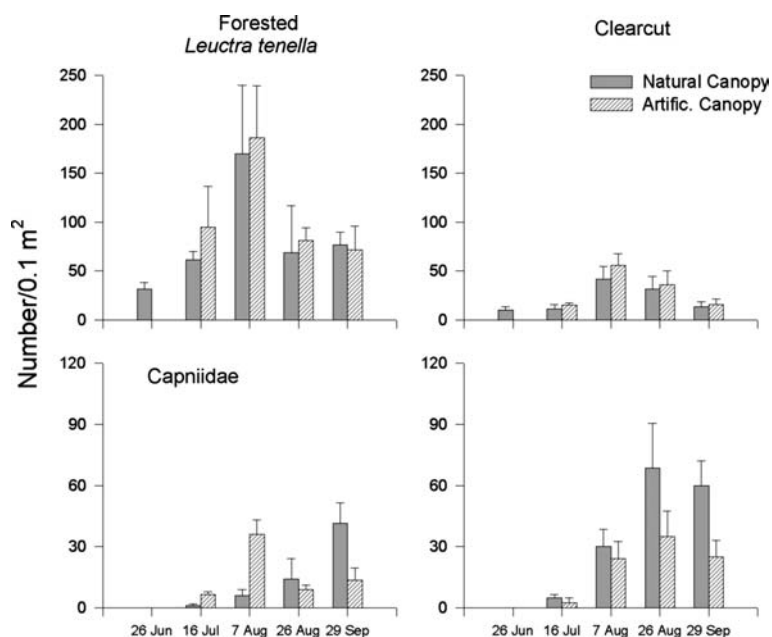 Forested
Leuctra tenella
Clearcut
Natural Canopy
Artific. Canopy
250
200
150
100
50
0
250
200
150
100
50
0
Number/0.1 m²
Capniidae
120
90
60
30
0
120
90
60
30
0
26 Jun 16 Jul 7 Aug 26 Aug 29 Sep
26 Jun 16 Jul 7 Aug 26 Aug 29 Sep